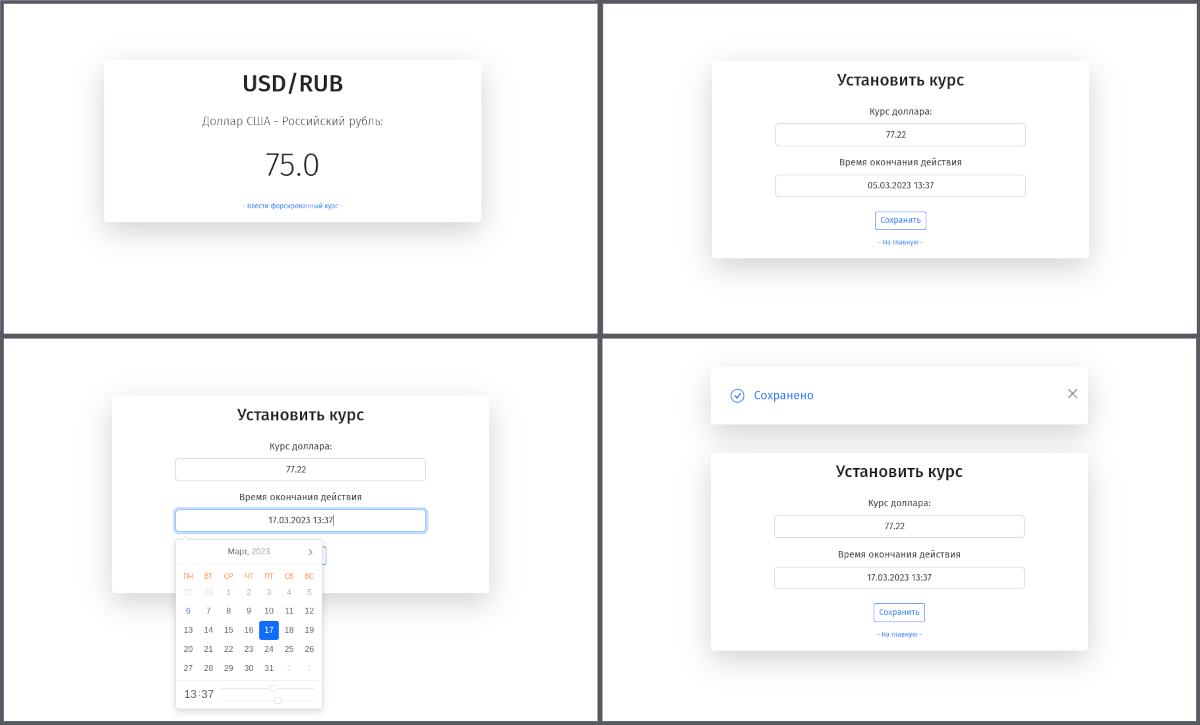 USD/RUB
Доллар США - Российский рубль:
75.0
- Ввести форсированный курс -
Установить курс
Курс доллара:
77.22
Время окончания действия
05.03.2023 13:37
Сохранить
- На главную -
Установить курс
Курс доллара:
77.22
Время окончания действия
17.03.2023 13:37
Март, 2023
ПН ВТ СР ЧТ ПТ СБ ВС
27 28 1 2 3 4 5
6 7 8 9 10 11 12
13 14 15 16 17 18 19
20 21 22 23 24 25 26
27 28 29 30 31 1 2
13:37
Сохранено
Установить курс
Курс доллара:
77.22
Время окончания действия
17.03.2023 13:37
Сохранить
- На главную -